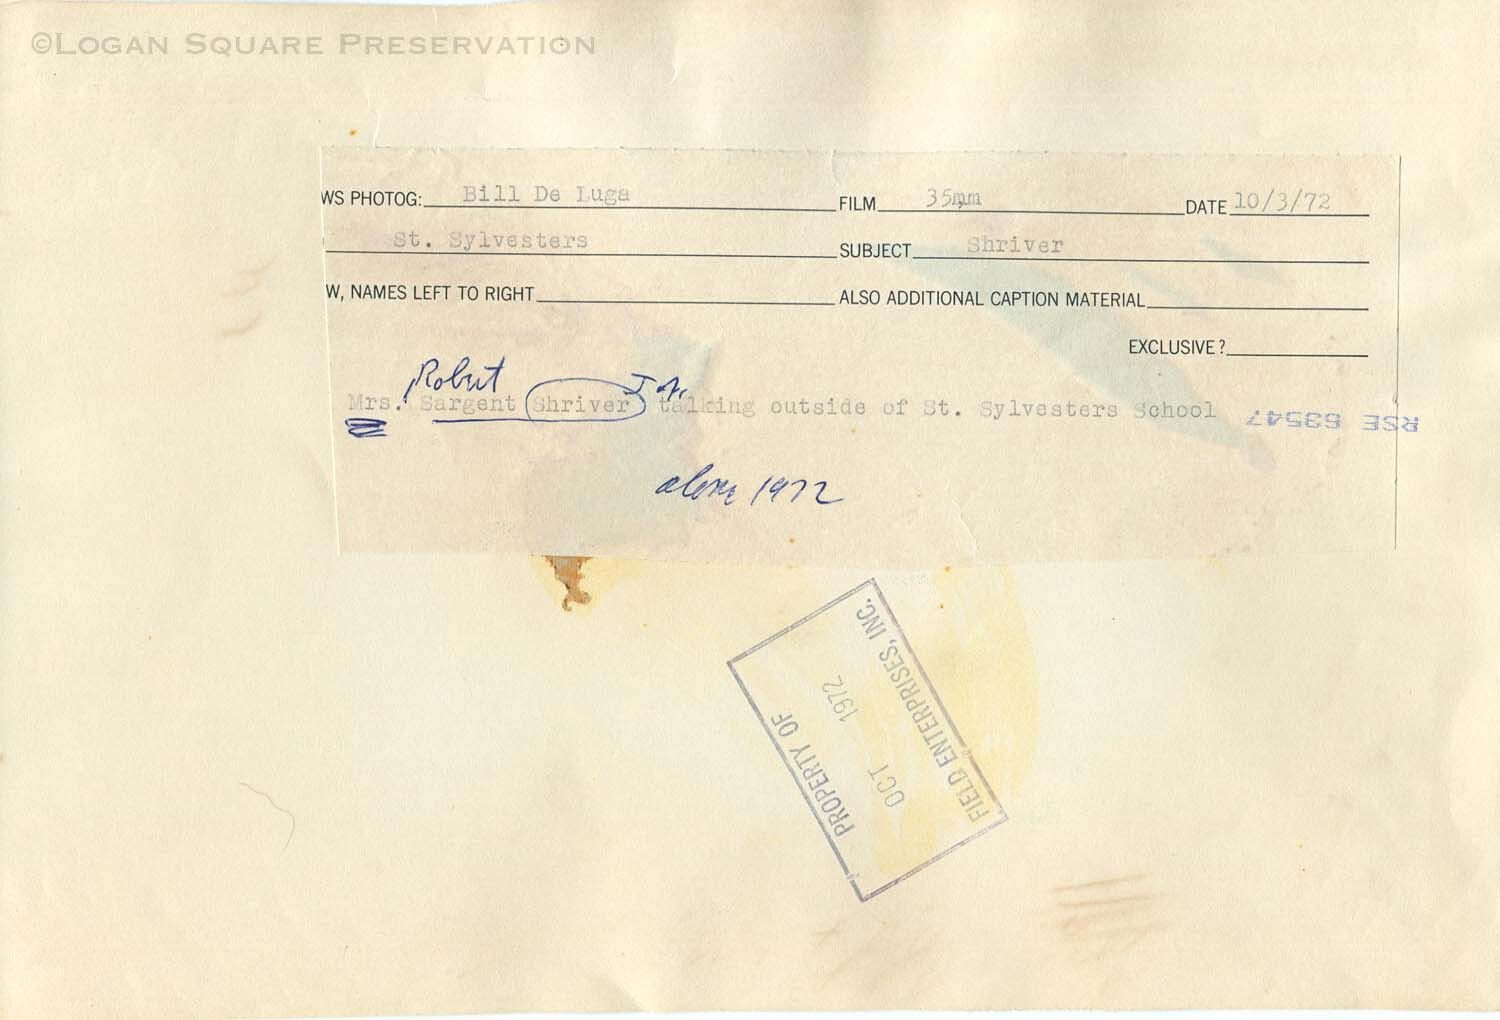 ©LOGAN SQUARE PRESERVATION
WS PHOTOG: Bill De Luga FILM 35mm DATE 10/3/72
St. Sylvesters SUBJECT Shriver
W, NAMES LEFT TO RIGHT ALSO ADDITIONAL CAPTION MATERIAL
EXCLUSIVE?
Robert Jr.
Mrs. Sargent Shriver talking outside of St. Sylvesters School
RSE 63547
alone 1972
PROPERTY OF
OCT 1972
FIELD ENTERPRISES, INC.